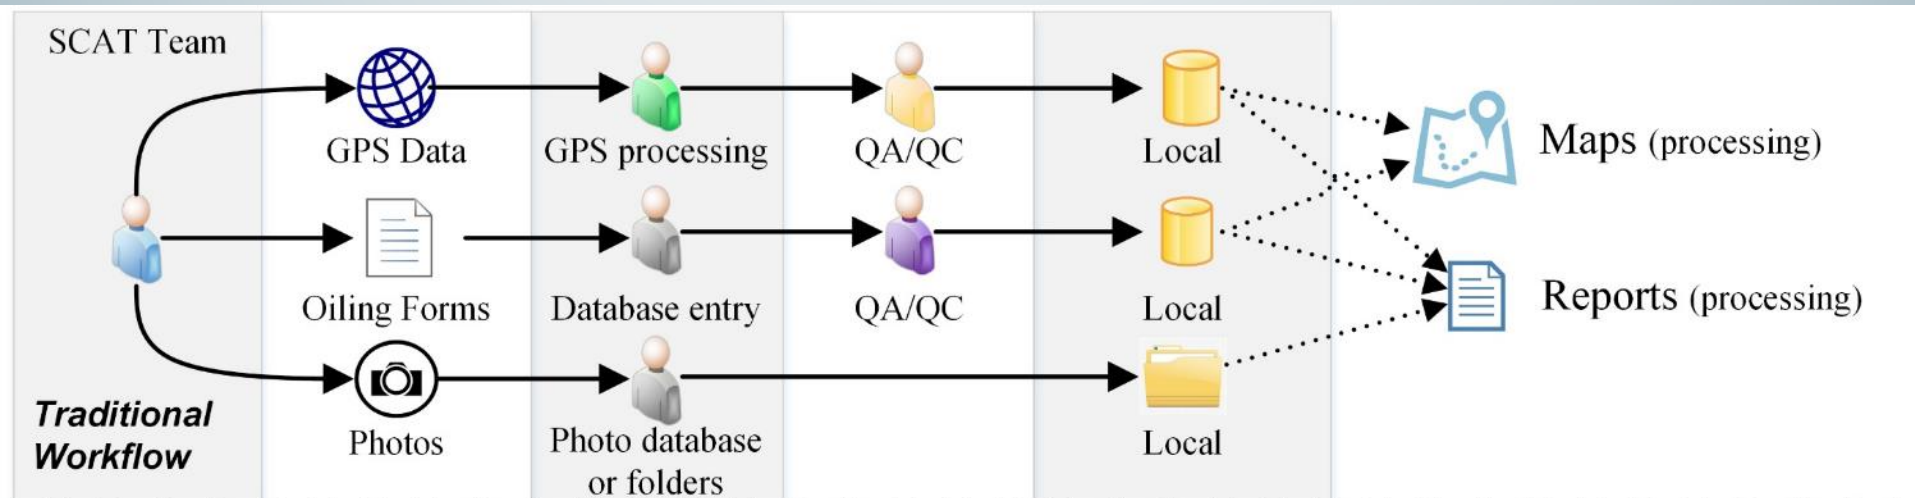 SCAT Team
GPS Data
GPS processing
QA/QC
Local
Maps (processing)
Oiling Forms
Database entry
QA/QC
Local
Reports (processing)
Traditional
Workflow
Photos
Photo database
or folders
Local